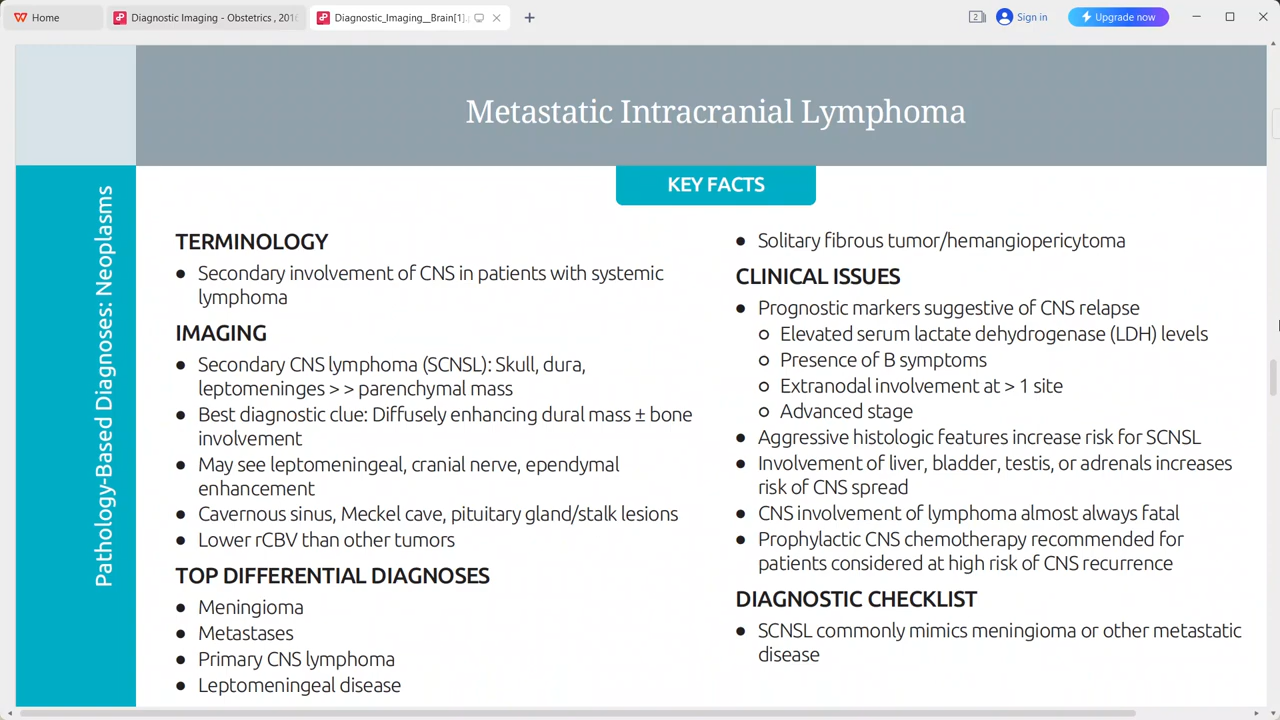 Home
Diagnostic Imaging - Obstetrics , 2016
Diagnostic_Imaging__Brain[1].
2
Sign in
Upgrade now
Metastatic Intracranial Lymphoma
KEY FACTS
Pathology-Based Diagnoses: Neoplasms
TERMINOLOGY
● Secondary involvement of CNS in patients with systemic
lymphoma
IMAGING
● Secondary CNS lymphoma (SCNSL): Skull, dura,
leptomeninges > > parenchymal mass
● Best diagnostic clue: Diffusely enhancing dural mass ± bone
involvement
● May see leptomeningeal, cranial nerve, ependymal
enhancement
● Cavernous sinus, Meckel cave, pituitary gland/stalk lesions
● Lower rCBV than other tumors
TOP DIFFERENTIAL DIAGNOSES
● Meningioma
● Metastases
● Primary CNS lymphoma
● Leptomeningeal disease
● Solitary fibrous tumor/hemangiopericytoma
CLINICAL ISSUES
● Prognostic markers suggestive of CNS relapse
○ Elevated serum lactate dehydrogenase (LDH) levels
○ Presence of B symptoms
○ Extranodal involvement at > 1 site
○ Advanced stage
● Aggressive histologic features increase risk for SCNSL
● Involvement of liver, bladder, testis, or adrenals increases
risk of CNS spread
● CNS involvement of lymphoma almost always fatal
● Prophylactic CNS chemotherapy recommended for
patients considered at high risk of CNS recurrence
DIAGNOSTIC CHECKLIST
● SCNSL commonly mimics meningioma or other metastatic
disease